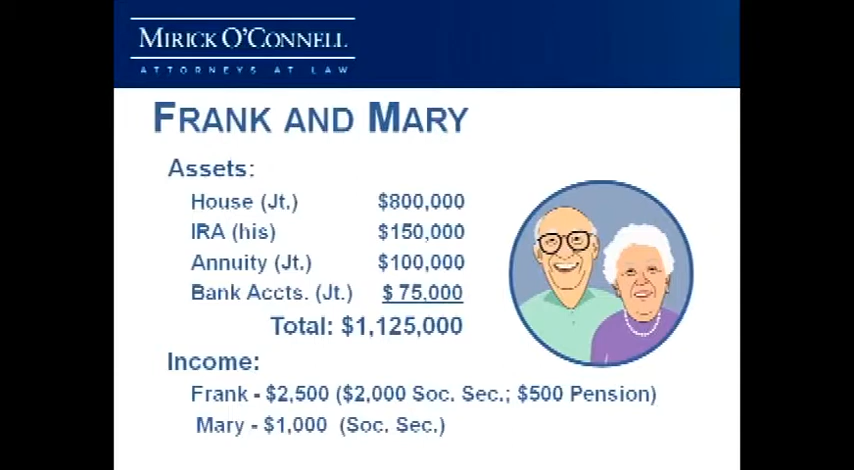 MIRICK O'CONNELL
ATTORNEYS AT LAW
FRANK AND MARY
Assets:
House (Jt.) $800,000
IRA (his) $150,000
Annuity (Jt.) $100,000
Bank Accts. (Jt.) $ 75,000
Total: $1,125,000
Income:
Frank - $2,500 ($2,000 Soc. Sec.; $500 Pension)
Mary - $1,000 (Soc. Sec.)